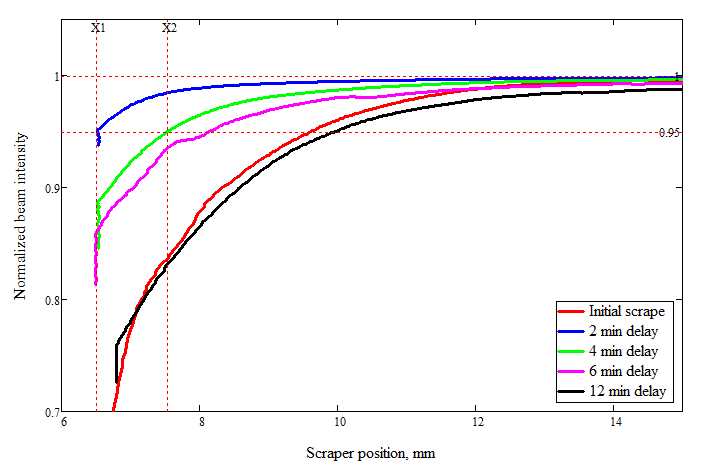 X1 X2
1 1
0.95
0.9
0.8
0.7
6 8 10 12 14
Normalized beam intensity
Scraper position, mm
Initial scrape
2 min delay
4 min delay
6 min delay
12 min delay